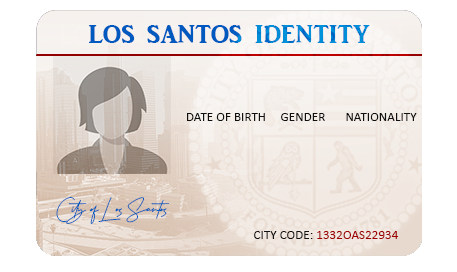 LOS SANTOS IDENTITY
DATE OF BIRTH GENDER NATIONALITY
City of Los Santos
CITY CODE: 1332OAS22934